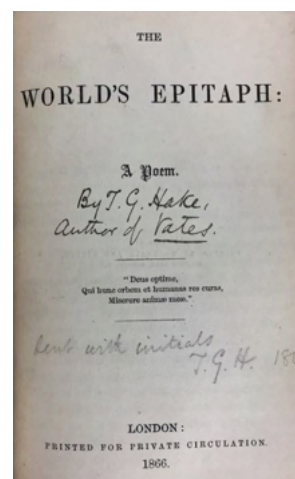 THE
WORLD'S EPITAPH:
A Poem.
By T. G. Hake,
Author of Vates.
"Deus optime,
Qui hunc orbem et humanas res curas,
Miserere animæ meæ."
with initials
T. G. H. 18
LONDON:
PRINTED FOR PRIVATE CIRCULATION.
1866.